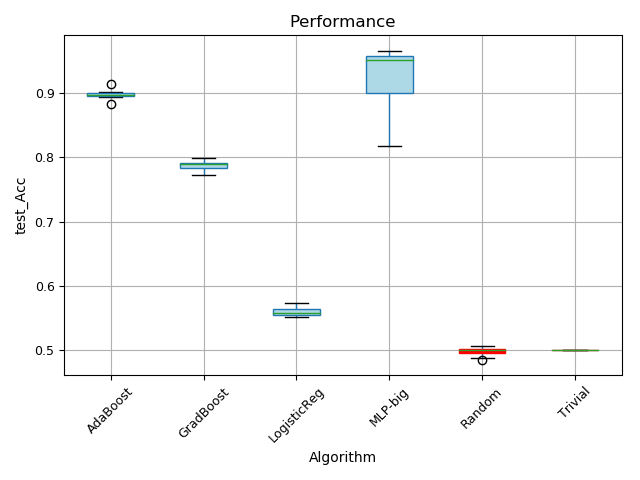 Performance
test_Acc
0.9
0.8
0.7
0.6
0.5
AdaBoost
GradBoost
LogisticReg
MLP-big
Random
Trivial
Algorithm